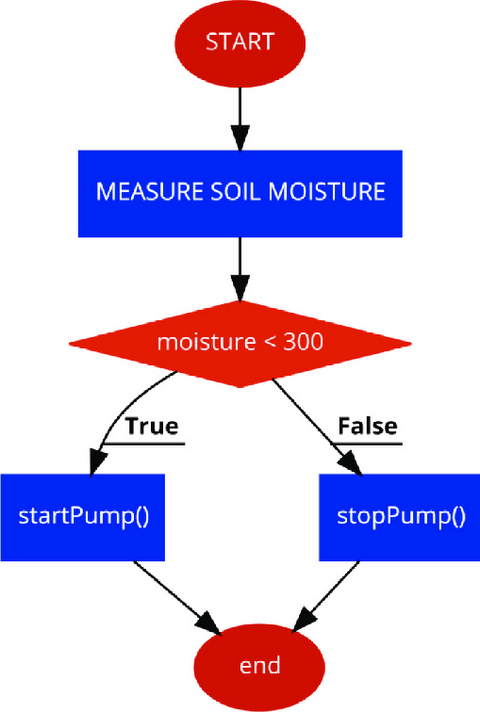 START
MEASURE SOIL MOISTURE
moisture < 300
True
False
startPump()
stopPump()
end